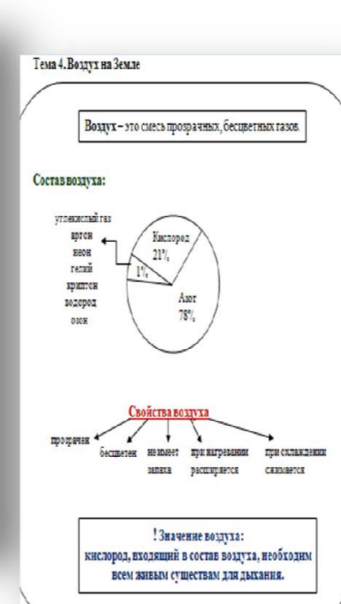 Тема 4. Воздух на Земле
Воздух – это смесь прозрачных, бесцветных газов.
Состав воздуха:
углекислый газ
аргон
неон
гелий
криптон
водород
озон
Кислород
21%
1%
Азот
78%
Свойства воздуха
прозрачен
бесцветен
не имеет
запаха
при нагревании
расширяется
при охлаждении
сжимается
! Значение воздуха:
кислород, входящий в состав воздуха, необходим
всем живым существам для дыхания.